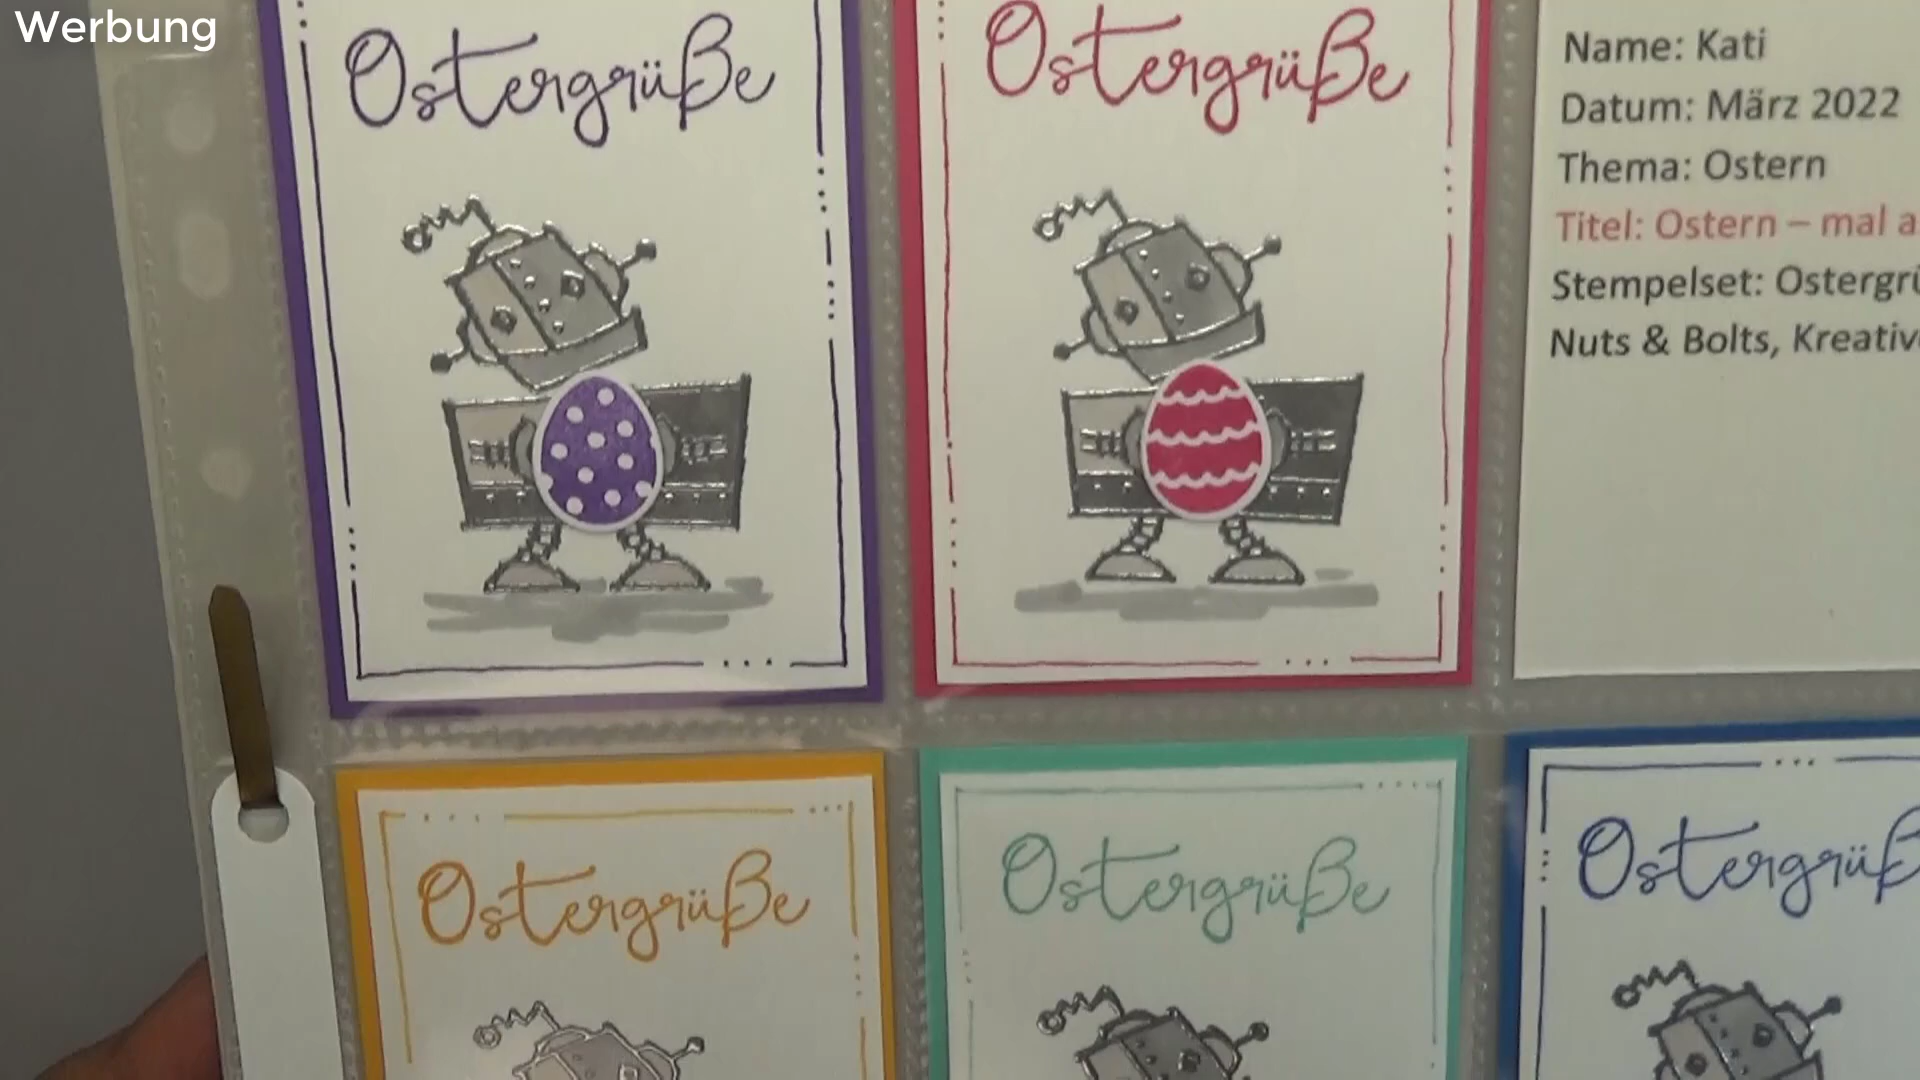 Werbung
Ostergrüße
Ostergrüße
Name: Kati
Datum: März 2022
Thema: Ostern
Titel: Ostern – mal
Stempelset:
Nuts & Bolts,
Ostergrüße
Ostergrüße